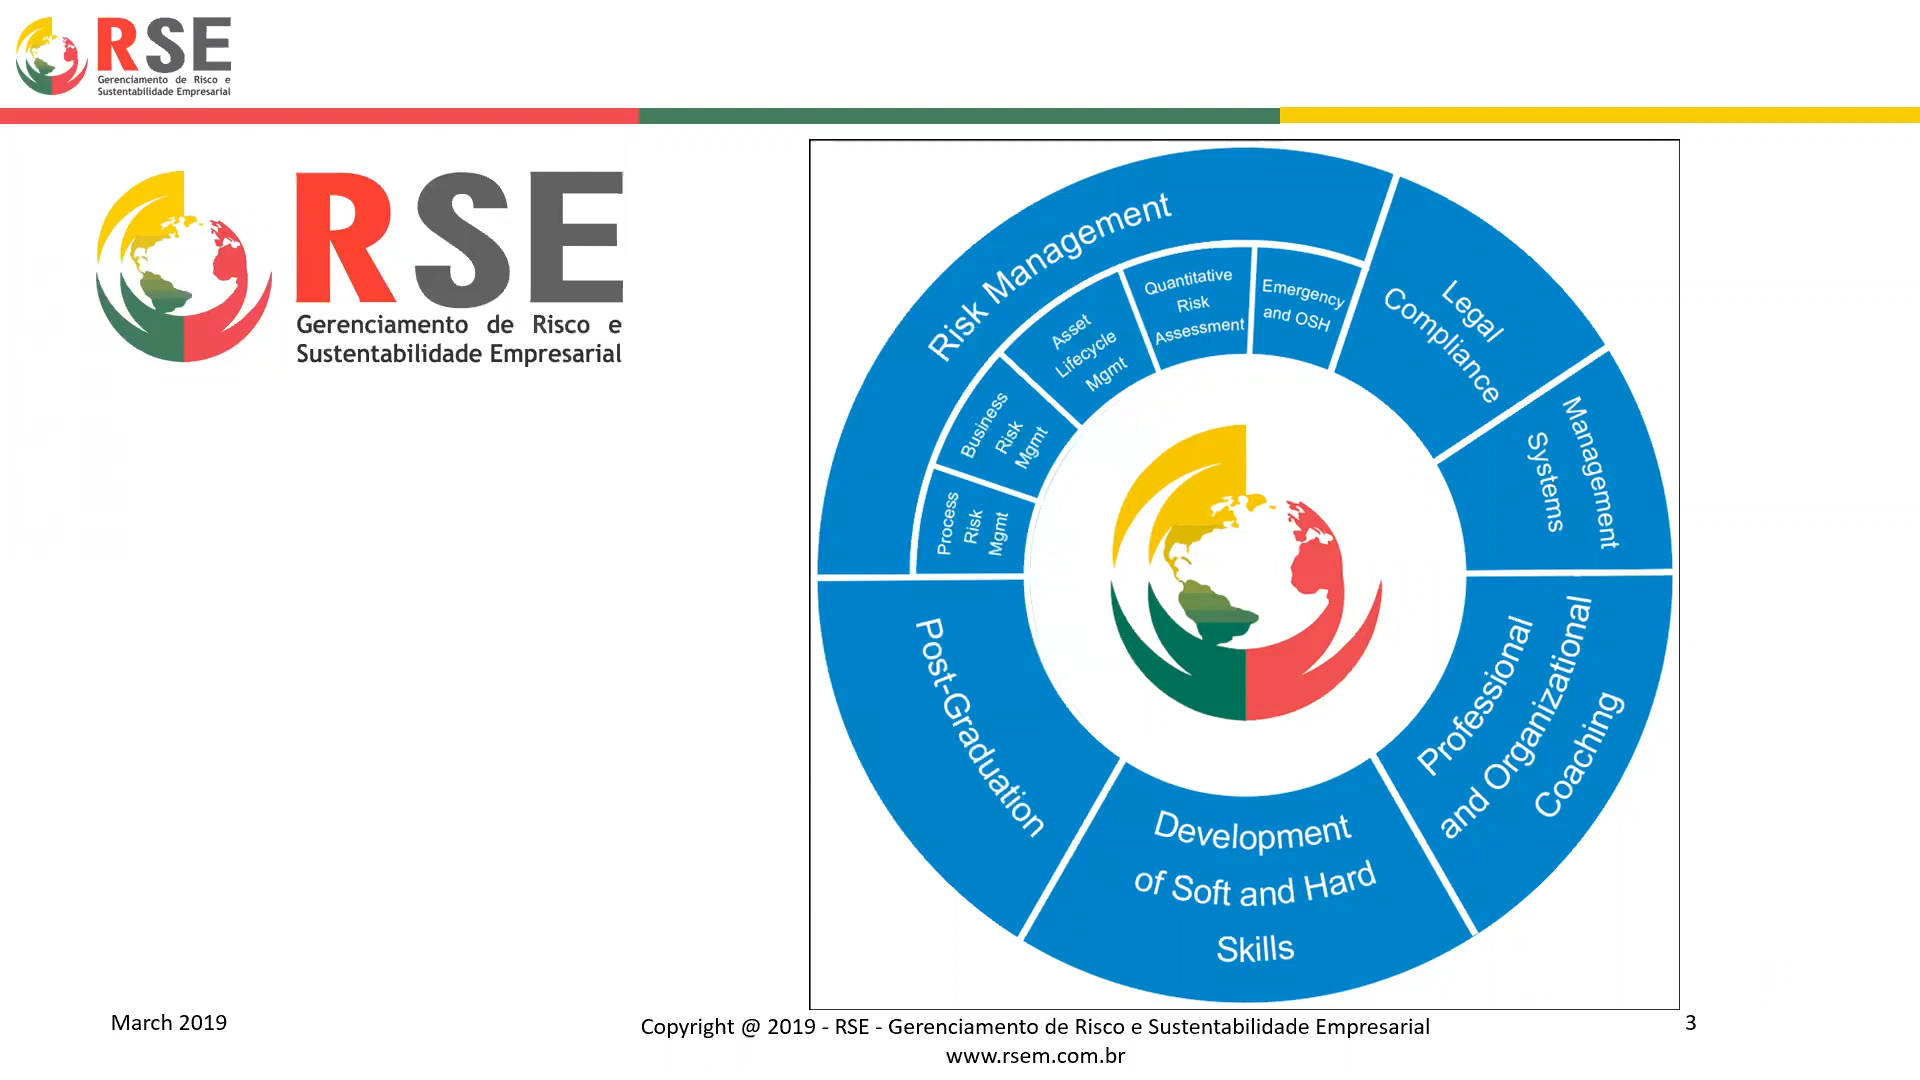 RSE
Gerenciamento de Risco e
Sustentabilidade Empresarial
RSE
Gerenciamento de Risco e
Sustentabilidade Empresarial
Risk Management
Process
Risk
Mgmt
Business
Risk
Mgmt
Asset
Lifecycle
Mgmt
Quantitative
Risk
Assessment
Emergency
and OSH
Legal
Compliance
Management
Systems
Professional
and Organizational
Coaching
Development
of Soft and Hard
Skills
Post-Graduation
March 2019
Copyright @ 2019 - RSE - Gerenciamento de Risco e Sustentabilidade Empresarial
www.rsem.com.br
3